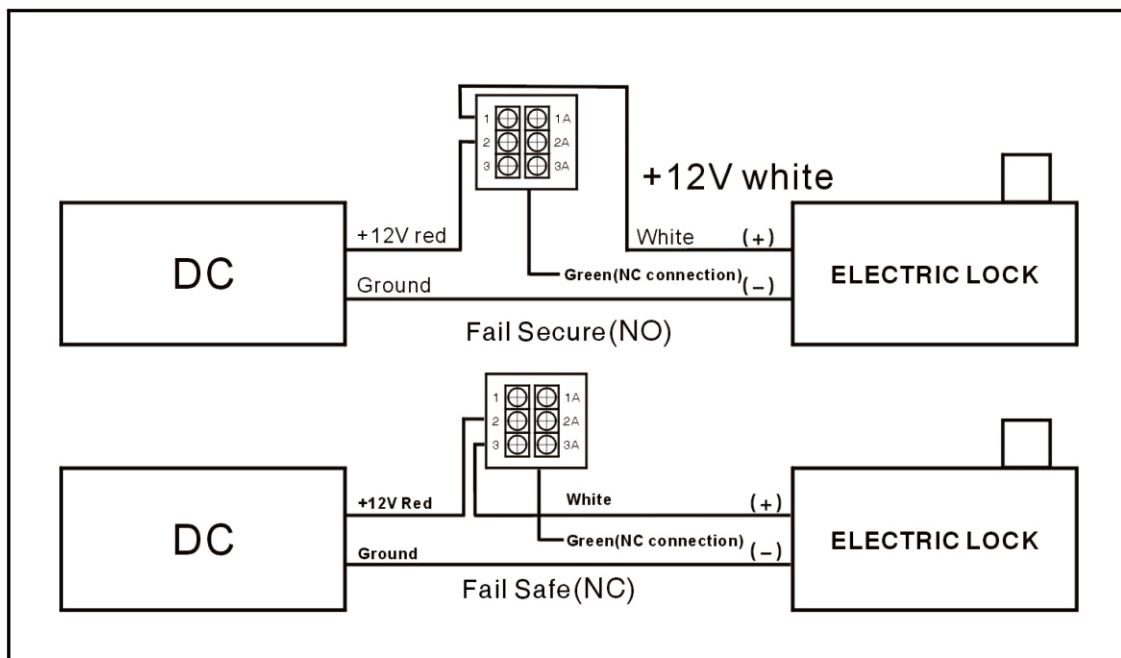 1 1A
2 2A
3 3A
+12V white
+12V red
White (+)
DC
ELECTRIC LOCK
Green(NC connection) (−)
Ground
Fail Secure(NO)
1 1A
2 2A
3 3A
+12V Red
White (+)
DC
ELECTRIC LOCK
Green(NC connection) (−)
Ground
Fail Safe(NC)